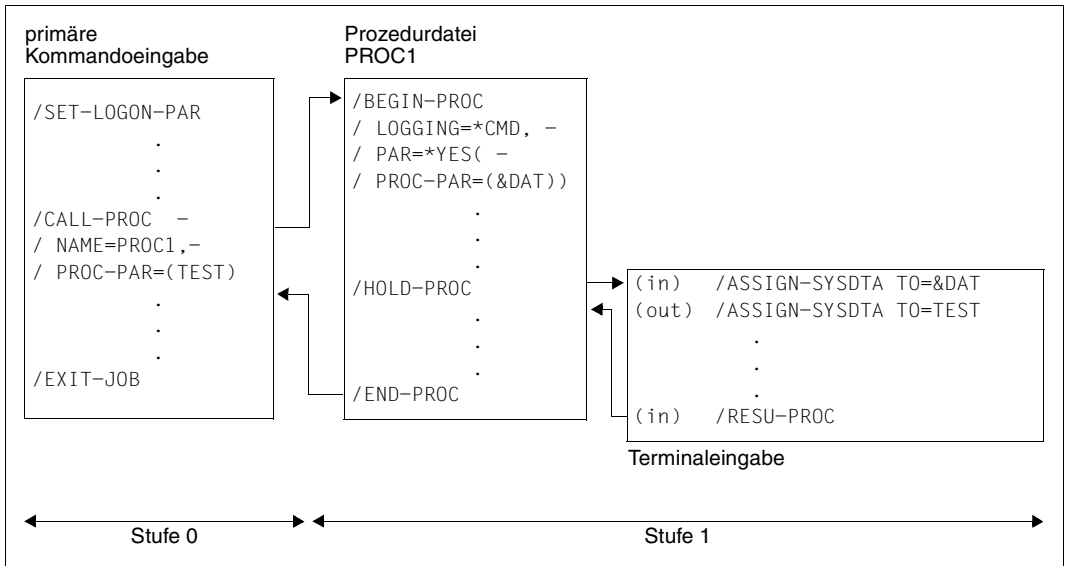 primäre
Kommandoeingabe
/SET-LOGON-PAR
.
.
.
/CALL-PROC -
/ NAME=PROC1,-
/ PROC-PAR=(TEST)
.
.
.
/EXIT-JOB
Prozedurdatei
PROC1
/BEGIN-PROC
/ LOGGING=*CMD, -
/ PAR=*YES( -
/ PROC-PAR=(&DAT))
.
.
.
/HOLD-PROC
.
.
.
/END-PROC
(in) /ASSIGN-SYSDTA TO=&DAT
(out) /ASSIGN-SYSDTA TO=TEST
.
.
.
(in) /RESU-PROC
Terminaleingabe
Stufe 0
Stufe 1